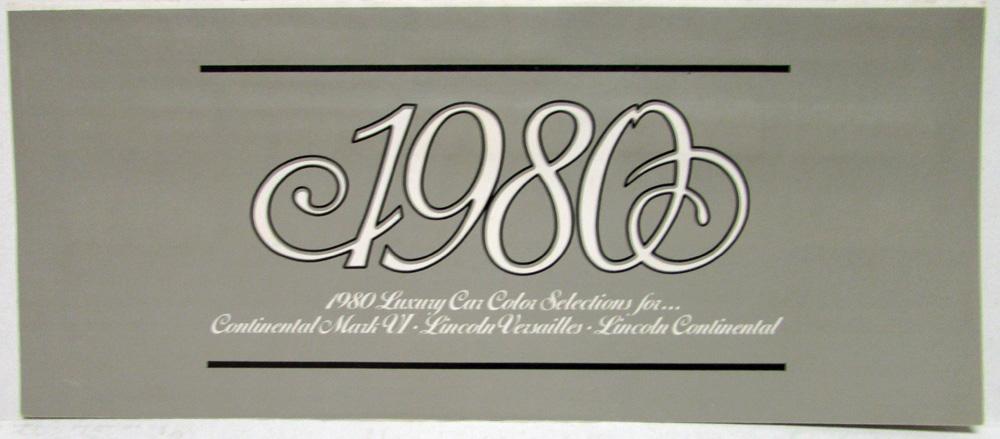 1980
1980 Luxury Car Color Selections for...
Continental Mark VI · Lincoln Versailles · Lincoln Continental